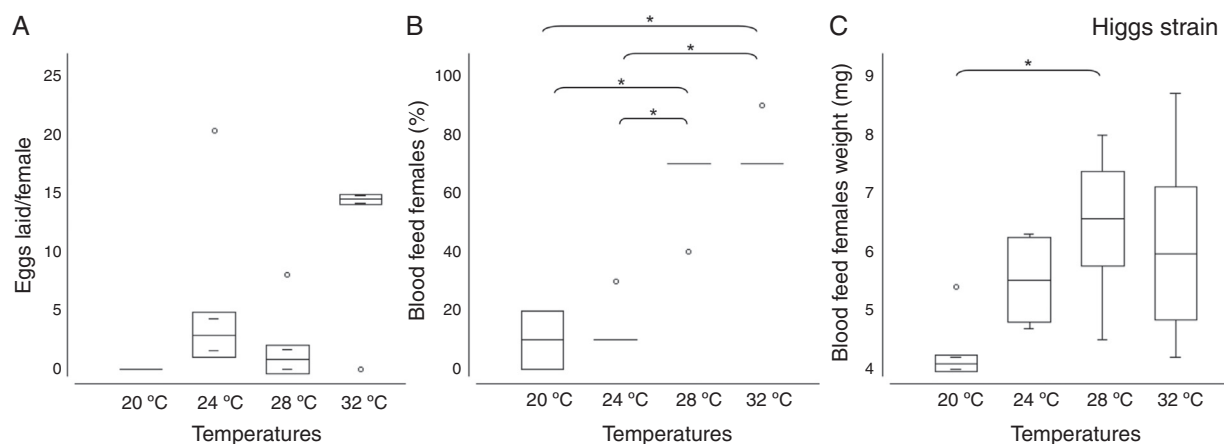 A
Eggs laid/female
25
20
15
10
5
0
20 ºC 24 ºC 28 ºC 32 ºC
Temperatures
B
Blood feed females (%)
100
80
60
40
20
0
*
*
*
*
20 ºC 24 ºC 28 ºC 32 ºC
Temperatures
C
Higgs strain
Blood feed females weight (mg)
9
8
7
6
5
4
*
20 ºC 24 ºC 28 ºC 32 ºC
Temperatures